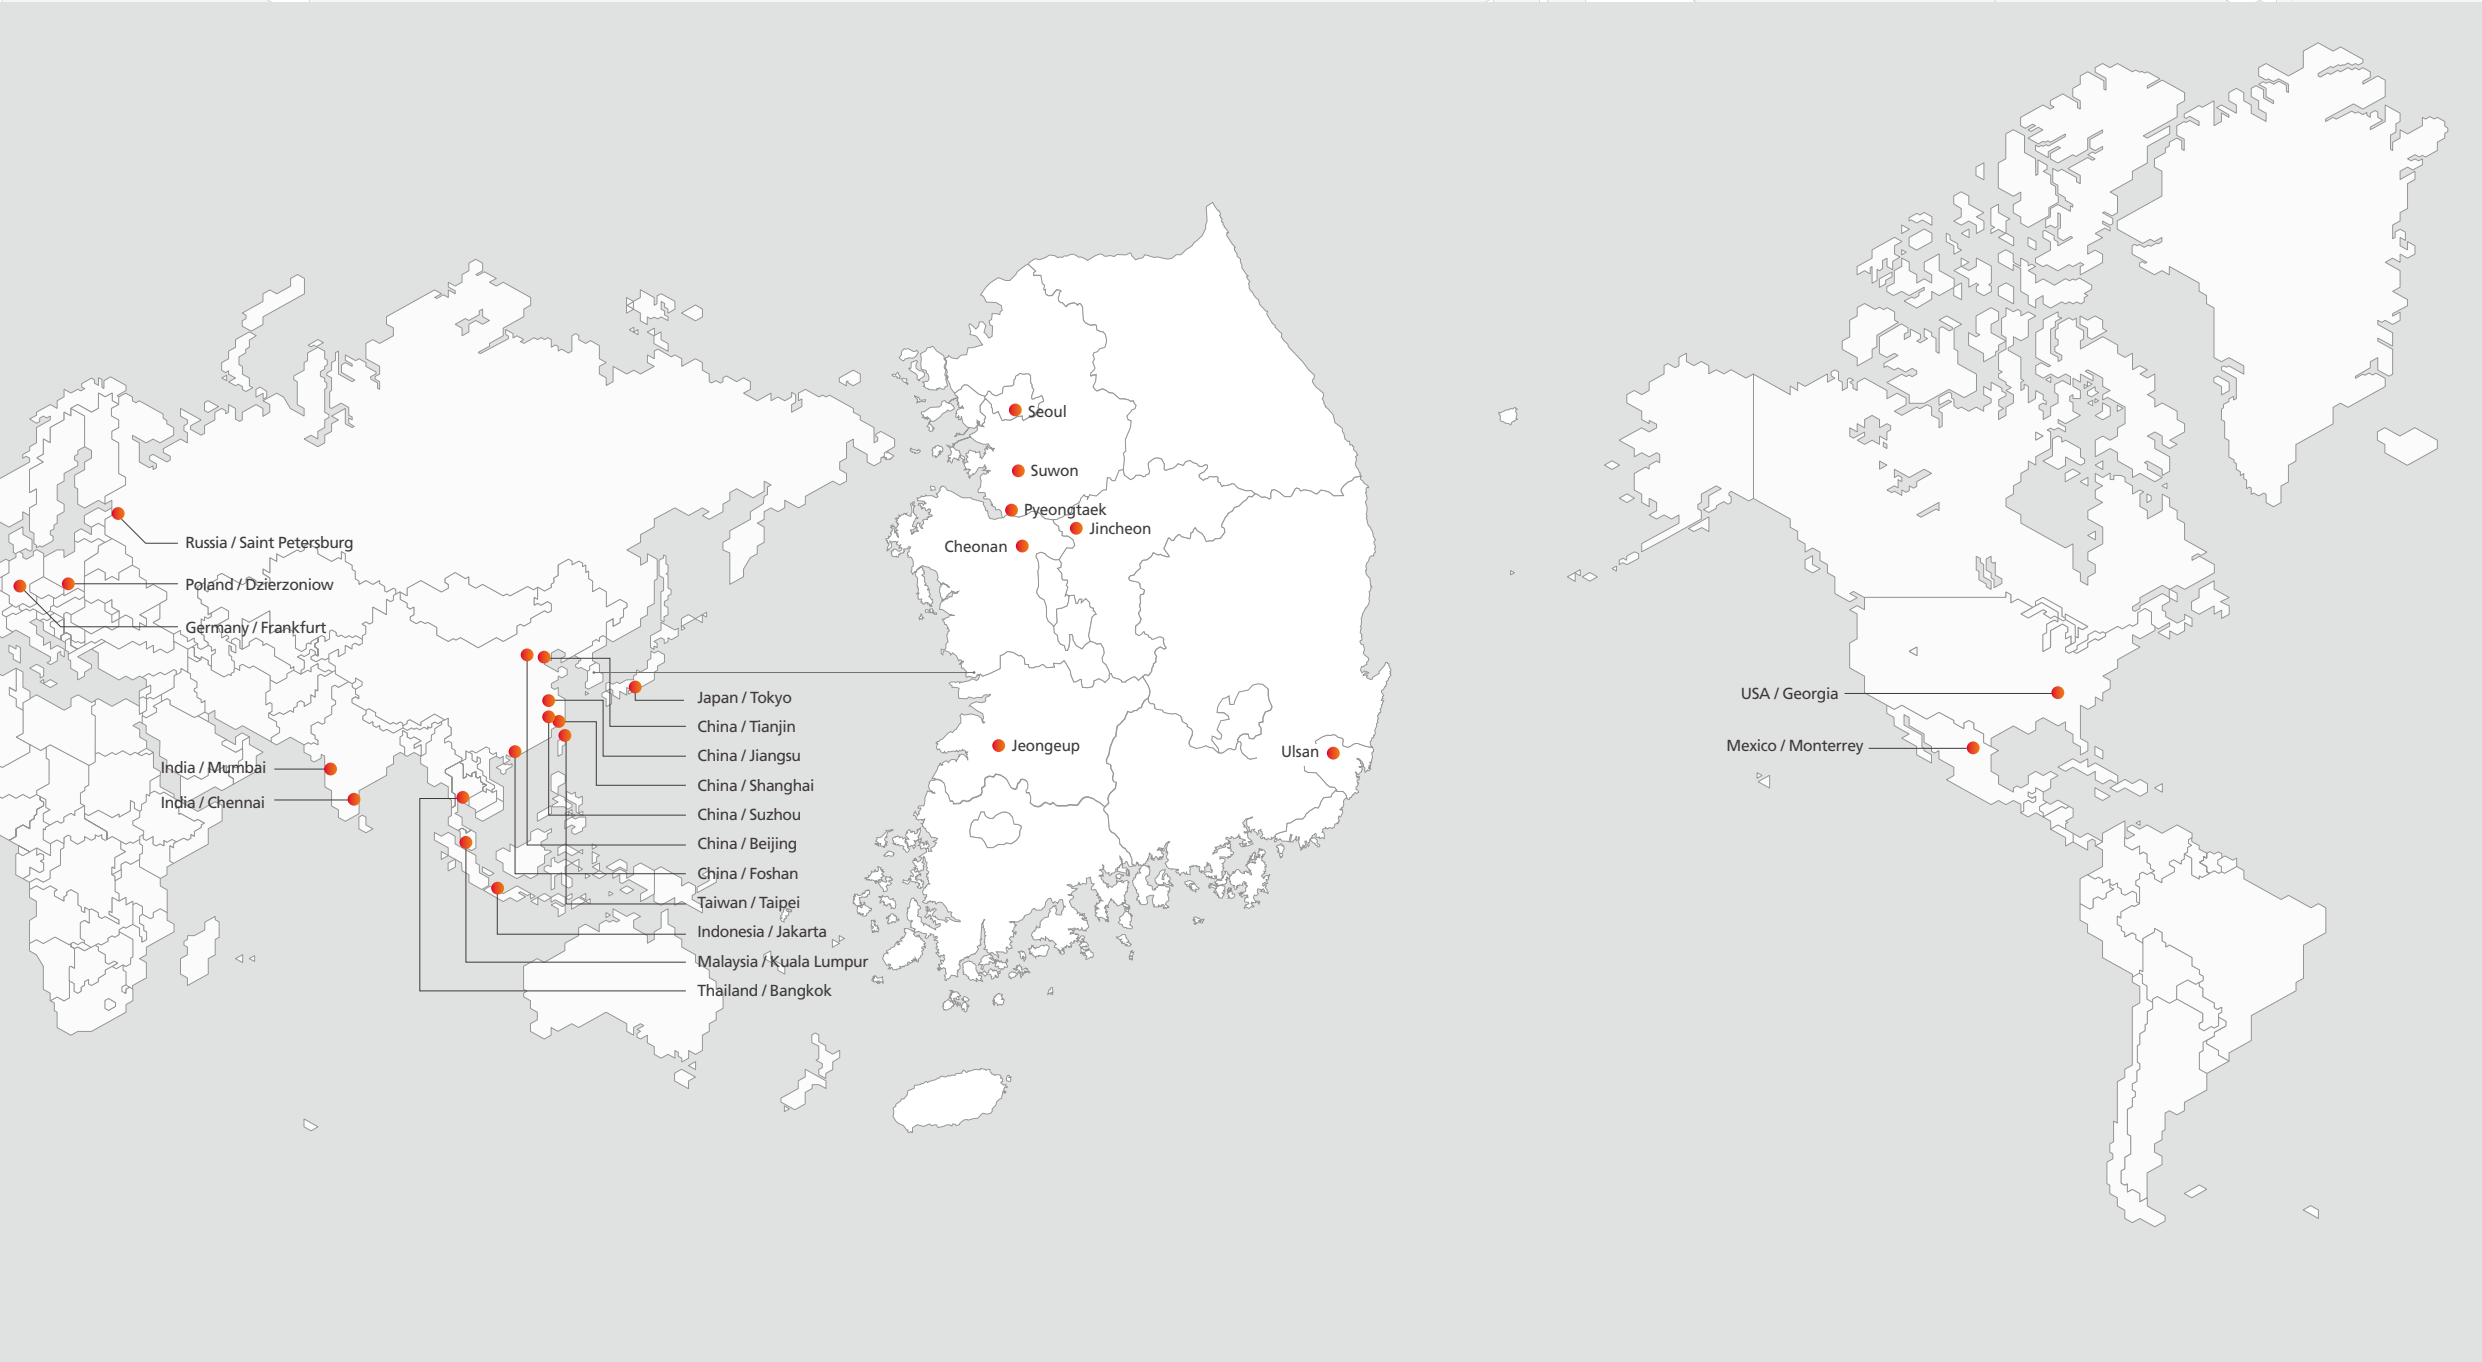 Russia / Saint Petersburg
Poland / Dzierzoniow
Germany / Frankfurt
India / Mumbai
India / Chennai
Japan / Tokyo
China / Tianjin
China / Jiangsu
China / Shanghai
China / Suzhou
China / Beijing
China / Foshan
Taiwan / Taipei
Indonesia / Jakarta
Malaysia / Kuala Lumpur
Thailand / Bangkok
Seoul
Suwon
Pyeongtaek
Jincheon
Cheonan
Jeongeup
Ulsan
USA / Georgia
Mexico / Monterrey